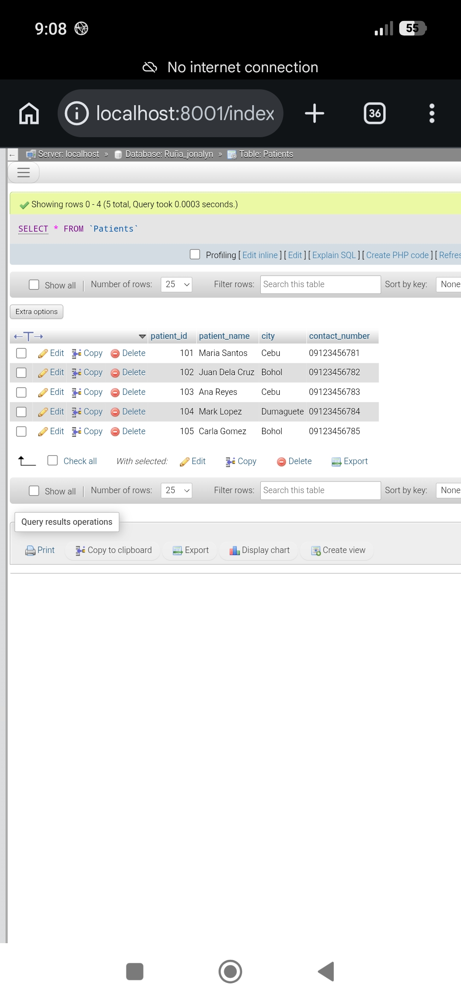 9:08 55
No internet connection
localhost:8001/index 36
← Server: localhost » Database: Ruña_jonalyn » Table: Patients
Showing rows 0 - 4 (5 total, Query took 0.0003 seconds.)
SELECT * FROM `Patients`
Profiling [ Edit inline ] [ Edit ] [ Explain SQL ] [ Create PHP code ] [ Refres
Show all | Number of rows: 25 Filter rows: Search this table Sort by key: None
Extra options
←T→ patient_id patient_name city contact_number
Edit Copy Delete 101 Maria Santos Cebu 09123456781
Edit Copy Delete 102 Juan Dela Cruz Bohol 09123456782
Edit Copy Delete 103 Ana Reyes Cebu 09123456783
Edit Copy Delete 104 Mark Lopez Dumaguete 09123456784
Edit Copy Delete 105 Carla Gomez Bohol 09123456785
Check all With selected: Edit Copy Delete Export
Show all | Number of rows: 25 Filter rows: Search this table Sort by key: None
Query results operations
Print Copy to clipboard Export Display chart Create view